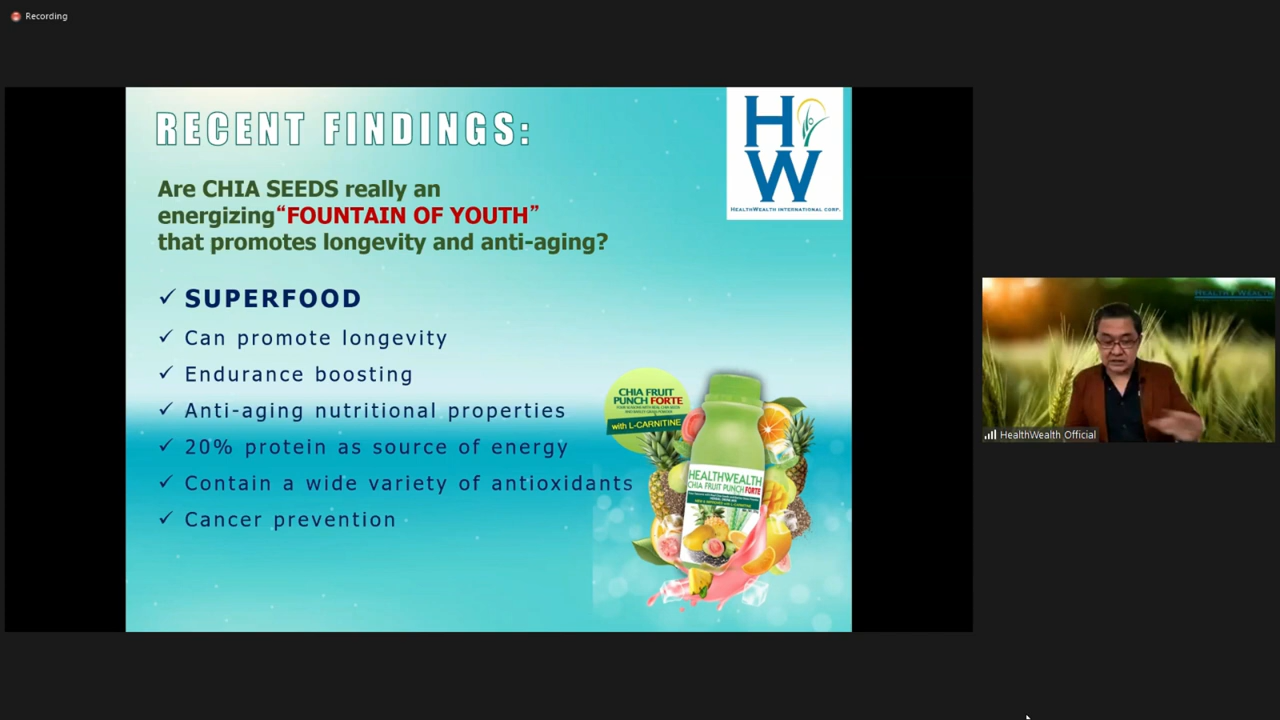 Recording
RECENT FINDINGS:
Are CHIA SEEDS really an
energizing“FOUNTAIN OF YOUTH”
that promotes longevity and anti-aging?
✓ SUPERFOOD
✓ Can promote longevity
✓ Endurance boosting
✓ Anti-aging nutritional properties
✓ 20% protein as source of energy
✓ Contain a wide variety of antioxidants
✓ Cancer prevention
H
W
HEALTHWEALTH INTERNATIONAL CORP.
CHIA FRUIT
PUNCH FORTE
with L-CARNITINE
HEALTHWEALTH
CHIA FRUIT PUNCH FORTE
HEALTHWEALTH
HealthWealth Official